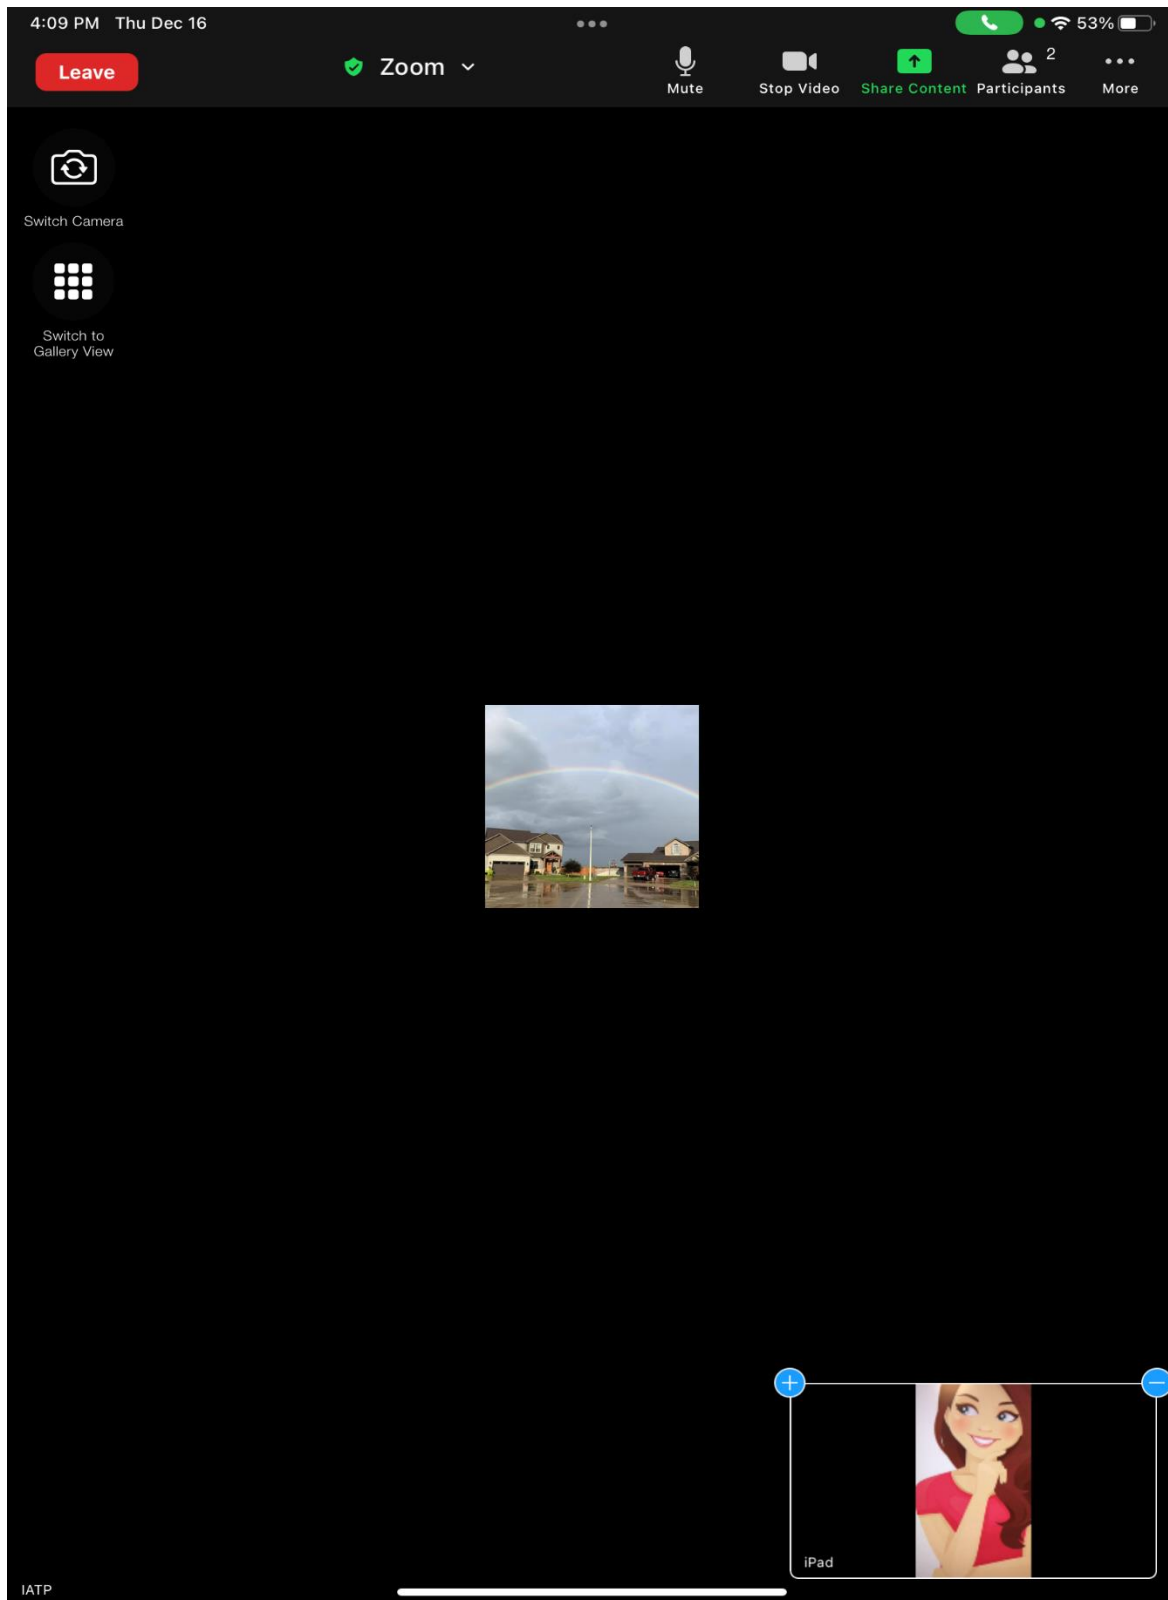 4:09 PM Thu Dec 16
53%
Leave
Zoom
Mute
Stop Video
Share Content
Participants
2
More
Switch Camera
Switch to
Gallery View
iPad
IATP